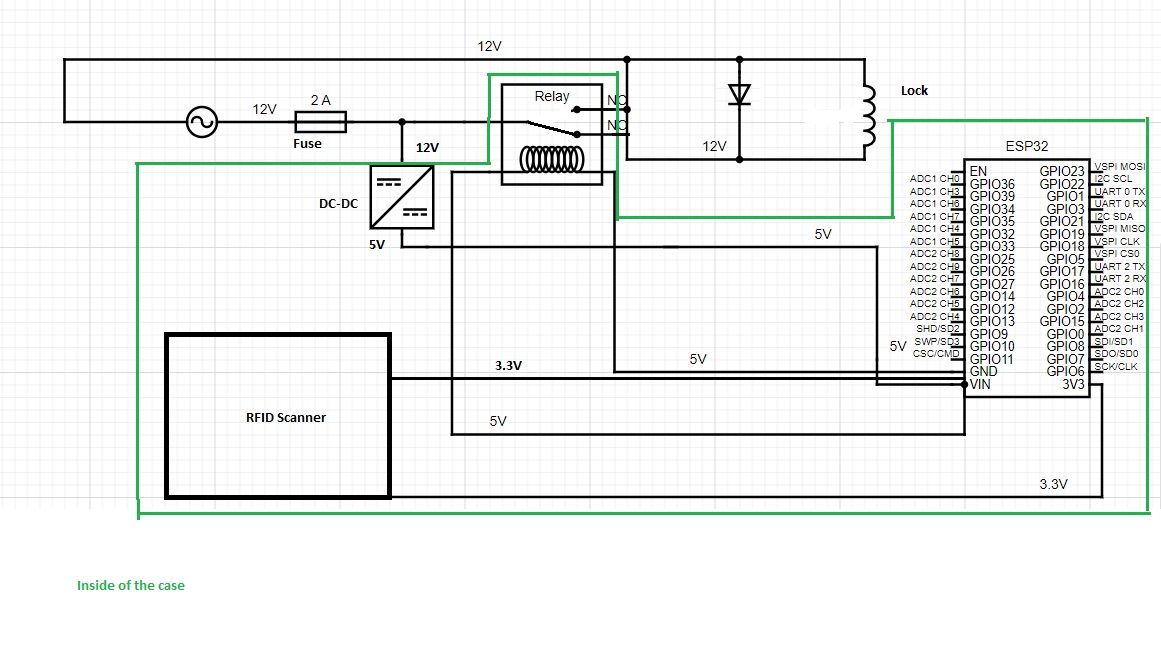 12V
12V
2 A
Fuse
12V
Relay
NO
NC
12V
Lock
DC-DC
5V
5V
ESP32
EN
GPIO36
GPIO39
GPIO34
GPIO35
GPIO32
GPIO33
GPIO25
GPIO26
GPIO27
GPIO14
GPIO12
GPIO13
GPIO9
GPIO10
GPIO11
GND
VIN
ADC1 CH0
ADC1 CH3
ADC1 CH6
ADC1 CH7
ADC1 CH4
ADC1 CH5
ADC2 CH8
ADC2 CH9
ADC2 CH7
ADC2 CH6
ADC2 CH5
ADC2 CH4
SHD/SD2
SWP/SD3
CSC/CMD
GPIO23
GPIO22
GPIO1
GPIO3
GPIO21
GPIO19
GPIO18
GPIO5
GPIO17
GPIO16
GPIO4
GPIO2
GPIO15
GPIO0
GPIO8
GPIO7
GPIO6
3V3
VSPI MOSI
I2C SCL
UART 0 TX
UART 0 RX
I2C SDA
VSPI MISO
VSPI CLK
VSPI CS0
UART 2 TX
UART 2 RX
ADC2 CH0
ADC2 CH2
ADC2 CH3
ADC2 CH1
SDI/SD1
SDO/SD0
SCK/CLK
5V
5V
3.3V
RFID Scanner
5V
3.3V
Inside of the case